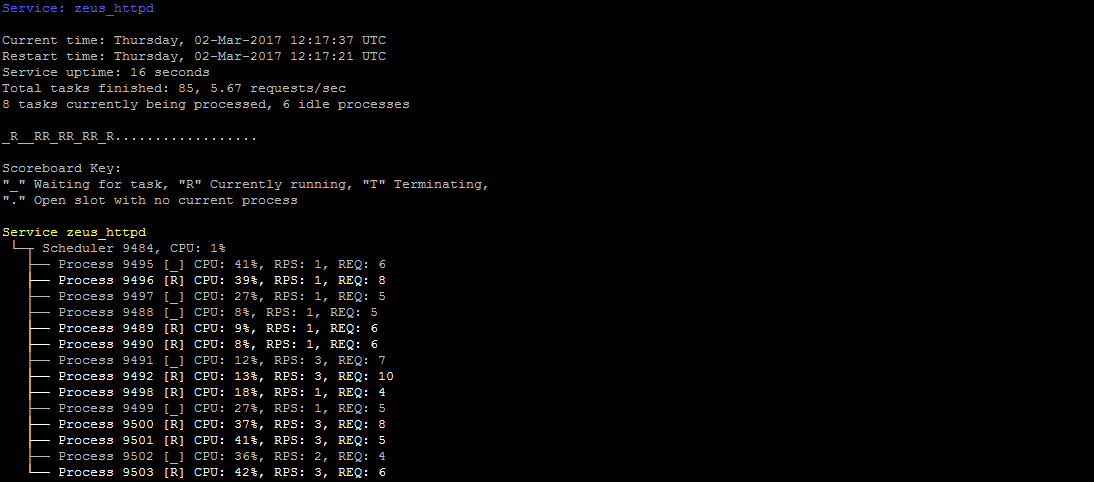 Service: zeus_httpd
Current time: Thursday, 02-Mar-2017 12:17:37 UTC
Restart time: Thursday, 02-Mar-2017 12:17:21 UTC
Service uptime: 16 seconds
Total tasks finished: 85, 5.67 requests/sec
8 tasks currently being processed, 6 idle processes
_R__RR_RR_RR_R..................
Scoreboard Key:
"_" Waiting for task, "R" Currently running, "T" Terminating,
"." Open slot with no current process
Service zeus_httpd
└─┬ Scheduler 9484, CPU: 1%
├── Process 9495 [_] CPU: 41%, RPS: 1, REQ: 6
├── Process 9496 [R] CPU: 39%, RPS: 1, REQ: 8
├── Process 9497 [_] CPU: 27%, RPS: 1, REQ: 5
├── Process 9488 [_] CPU: 8%, RPS: 1, REQ: 5
├── Process 9489 [R] CPU: 9%, RPS: 1, REQ: 6
├── Process 9490 [R] CPU: 8%, RPS: 1, REQ: 6
├── Process 9491 [_] CPU: 12%, RPS: 3, REQ: 7
├── Process 9492 [R] CPU: 13%, RPS: 3, REQ: 10
├── Process 9498 [R] CPU: 18%, RPS: 1, REQ: 4
├── Process 9499 [_] CPU: 27%, RPS: 1, REQ: 5
├── Process 9500 [R] CPU: 37%, RPS: 3, REQ: 8
├── Process 9501 [R] CPU: 41%, RPS: 3, REQ: 5
├── Process 9502 [_] CPU: 36%, RPS: 2, REQ: 4
└── Process 9503 [R] CPU: 42%, RPS: 3, REQ: 6